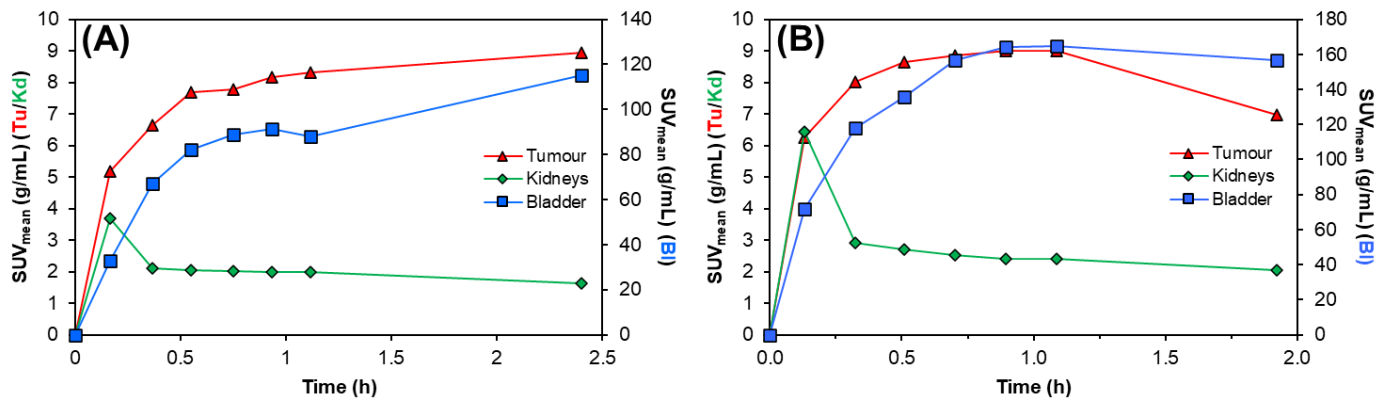 (A)
SUVmean (g/mL) (Tu/Kd)
10
9
8
7
6
5
4
3
2
1
0
140
120
100
80
60
40
20
0
SUVmean (g/mL) (Bl)
Tumour
Kidneys
Bladder
0 0.5 1 1.5 2 2.5
Time (h)
(B)
SUVmean (g/mL) (Tu/Kd)
10
9
8
7
6
5
4
3
2
1
0
180
160
140
120
100
80
60
40
20
0
SUVmean (g/mL) (Bl)
Tumour
Kidneys
Bladder
0.0 0.5 1.0 1.5 2.0
Time (h)